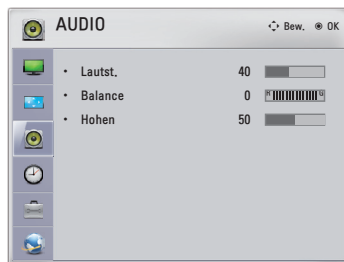 AUDIO
Bew. OK
• Lautst. 40
• Balance 0
• Hohen 50